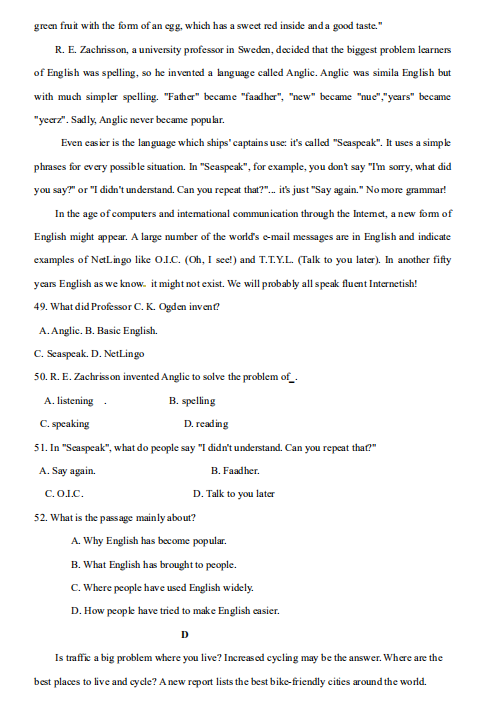 green fruit with the form of an egg, which has a sweet red inside and a good taste."
R. E. Zachrisson, a university professor in Sweden, decided that the biggest problem learners
of English was spelling, so he invented a language called Anglic. Anglic was simila English but
with much simpler spelling. "Father" became "faadher", "new" became "nue","years" became
"yeerz". Sadly, Anglic never became popular.
Even easier is the language which ships' captains use: it's called "Seaspeak". It uses a simple
phrases for every possible situation. In "Seaspeak", for example, you don't say "I'm sorry, what did
you say?" or "I didn't understand. Can you repeat that?"... it's just "Say again." No more grammar!
In the age of computers and international communication through the Internet, a new form of
English might appear. A large number of the world's e-mail messages are in English and indicate
examples of NetLingo like O.I.C. (Oh, I see!) and T.T.Y.L. (Talk to you later). In another fifty
years English as we know. it might not exist. We will probably all speak fluent Internetish!
49. What did Professor C. K. Ogden invent?
A. Anglic. B. Basic English.
C. Seaspeak. D. NetLingo
50. R. E. Zachrisson invented Anglic to solve the problem of_.
A. listening . B. spelling
C. speaking D. reading
51. In "Seaspeak", what do people say "I didn't understand. Can you repeat that?"
A. Say again. B. Faadher.
C. O.I.C. D. Talk to you later
52. What is the passage mainly about?
A. Why English has become popular.
B. What English has brought to people.
C. Where people have used English widely.
D. How people have tried to make English easier.
D
Is traffic a big problem where you live? Increased cycling may be the answer. Where are the
best places to live and cycle? A new report lists the best bike-friendly cities around the world.